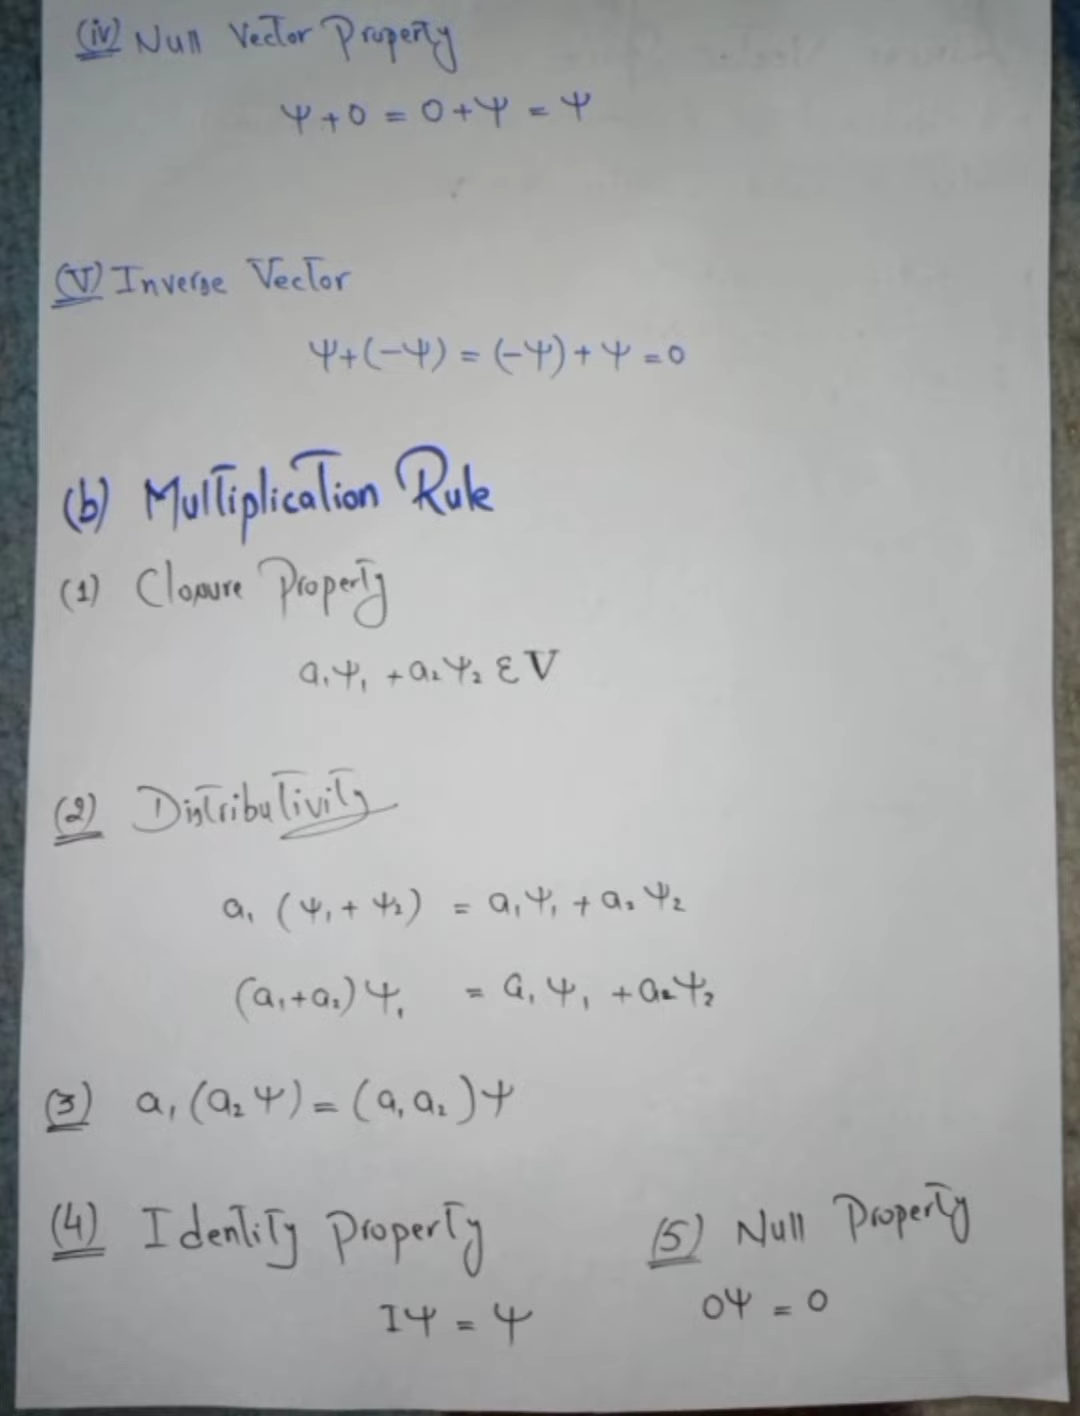 (iv) Null Vector Property
Ψ+0 = 0+Ψ = Ψ
(V) Inverse Vector
Ψ+(-Ψ) = (-Ψ)+Ψ = 0
(b) Multiplication Rule
(1) Closure Property
a₁Ψ₁ + a₂Ψ₂ ε V
(2) Distributivity
a₁ (Ψ₁+Ψ₂) = a₁Ψ₁ + a₂Ψ₂
(a₁+a₂)Ψ₁ = a₁Ψ₁ + a₂Ψ₂
(3) a₁(a₂Ψ) = (a₁a₂)Ψ
(4) Identity Property
IΨ = Ψ
(5) Null Property
0Ψ = 0